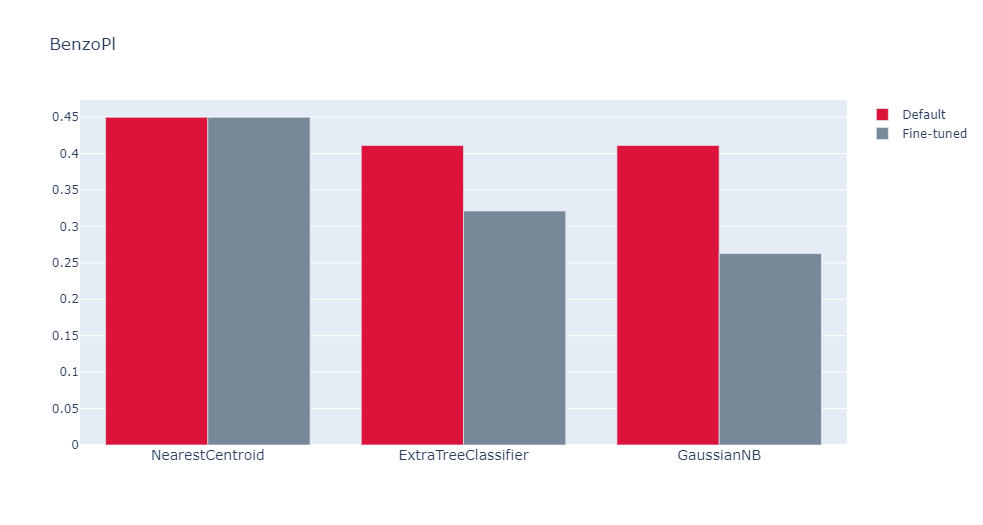 BenzoPl
0.45
0.4
0.35
0.3
0.25
0.2
0.15
0.1
0.05
0
NearestCentroid
ExtraTreeClassifier
GaussianNB
Default
Fine-tuned